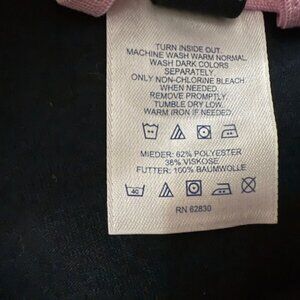 TURN INSIDE OUT.
MACHINE WASH WARM NORMAL.
WASH DARK COLORS
SEPARATELY.
ONLY NON-CHLORINE BLEACH
WHEN NEEDED.
REMOVE PROMPTLY.
TUMBLE DRY LOW.
WARM IRON IF NEEDED.
MIEDER: 62% POLYESTER
38% VISKOSE
FUTTER: 100% BAUMWOLLE
40
RN 62830